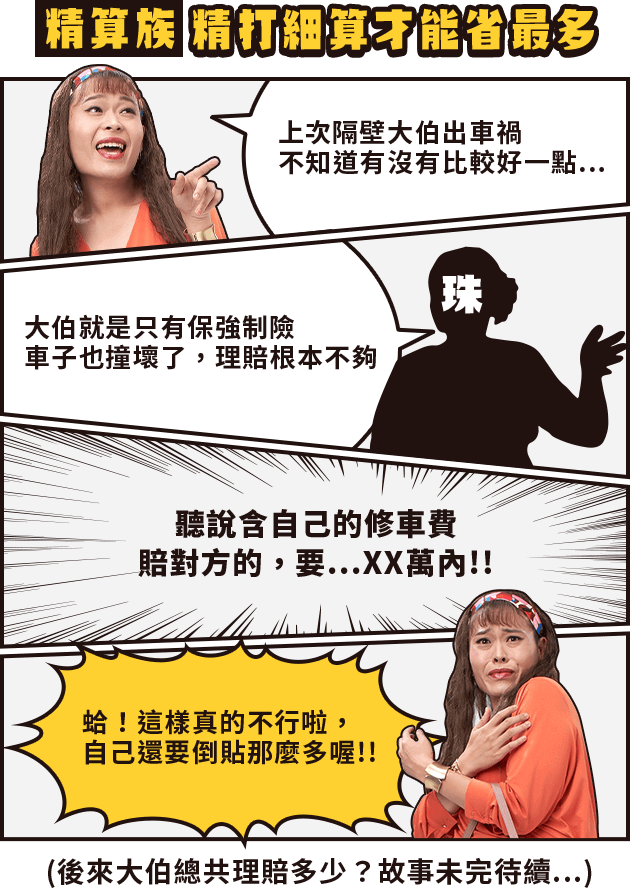 精算族 精打細算才能省最多
上次隔壁大伯出車禍
不知道有沒有比較好一點...
珠
大伯就是只有保強制險
車子也撞壞了，理賠根本不夠
聽說含自己的修車費
賠對方的，要...XX萬內!!
蛤！這樣真的不行啦，
自己還要倒貼那麼多喔!!
(後來大伯總共理賠多少？故事未完待續...)